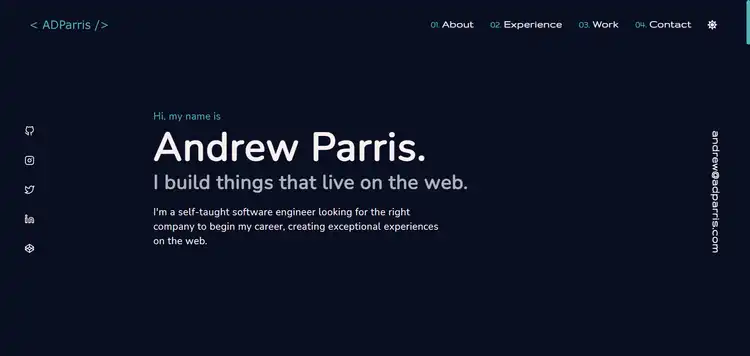 < ADParris />
01. About 02. Experience 03. Work 04. Contact
Hi, my name is
Andrew Parris.
I build things that live on the web.
I'm a self-taught software engineer looking for the right
company to begin my career, creating exceptional experiences
on the web.
andrew@adparris.com